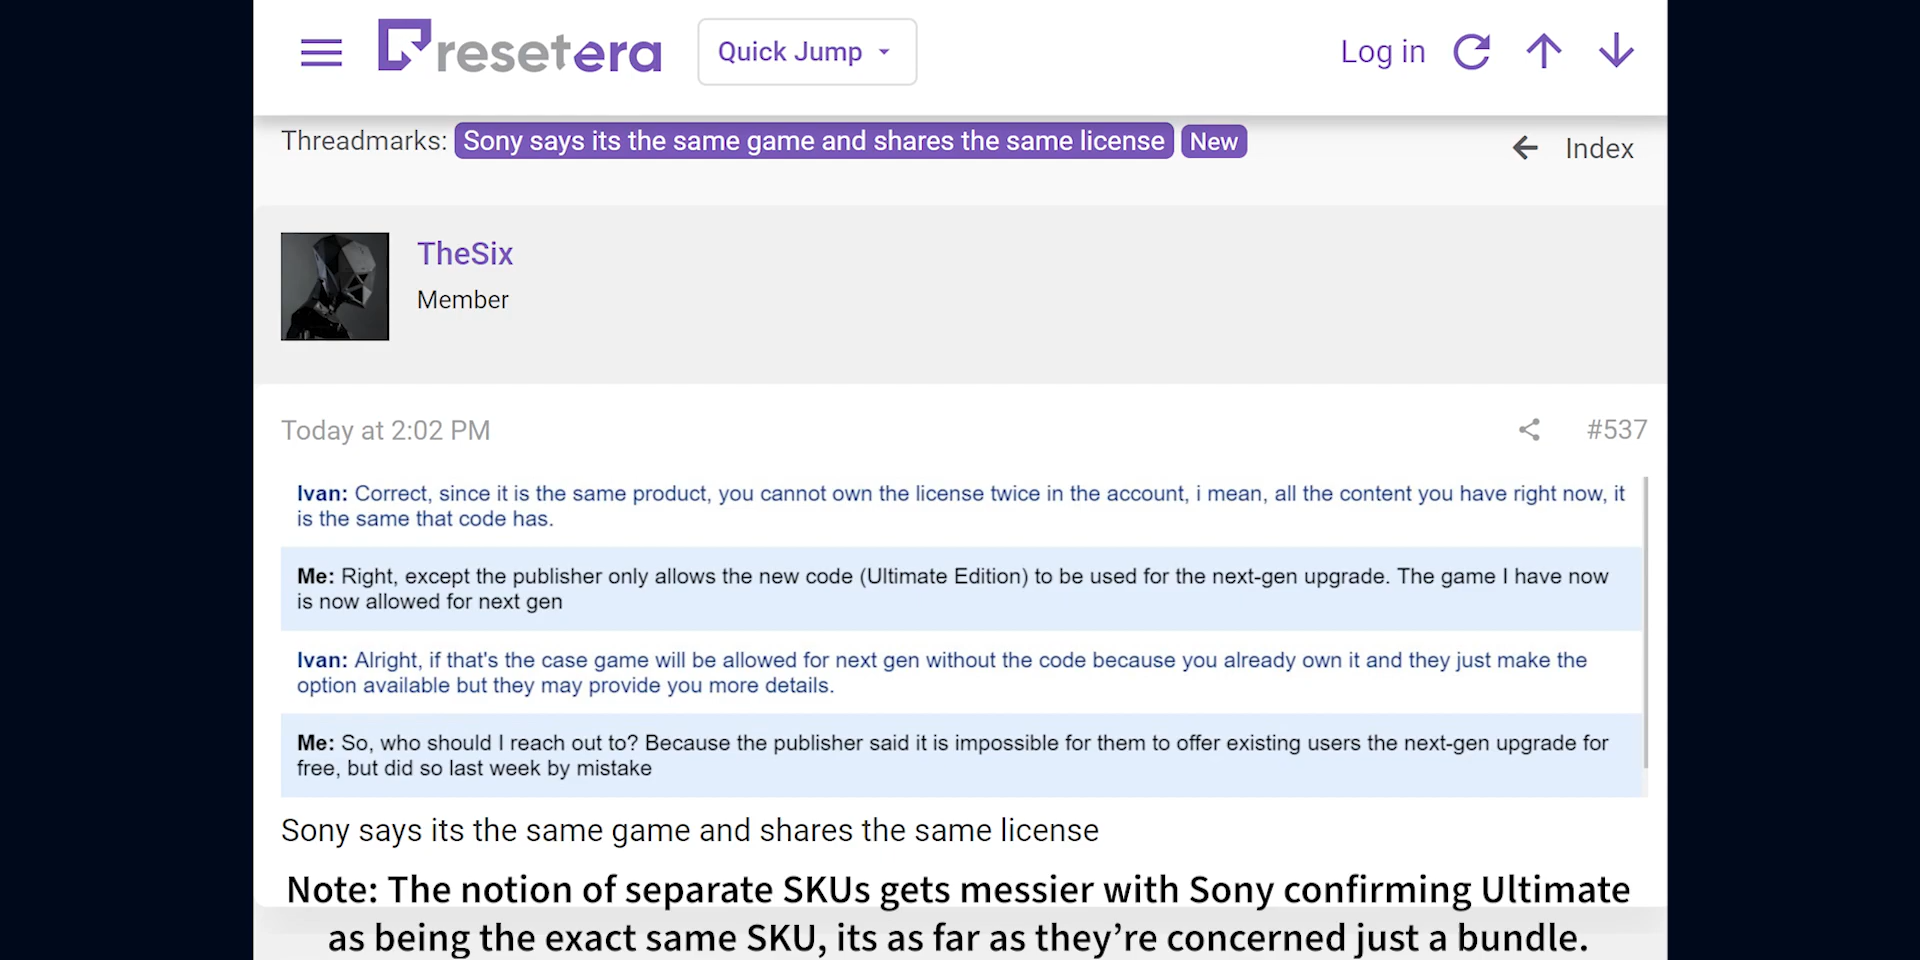 resetera
Quick Jump
Log in
Threadmarks: Sony says its the same game and shares the same license New
Index
TheSix
Member
Today at 2:02 PM
#537
Ivan: Correct, since it is the same product, you cannot own the license twice in the account, i mean, all the content you have right now, it
is the same that code has.
Me: Right, except the publisher only allows the new code (Ultimate Edition) to be used for the next-gen upgrade. The game I have now
is now allowed for next gen
Ivan: Alright, if that's the case game will be allowed for next gen without the code because you already own it and they just make the
option available but they may provide you more details.
Me: So, who should I reach out to? Because the publisher said it is impossible for them to offer existing users the next-gen upgrade for
free, but did so last week by mistake
Sony says its the same game and shares the same license
Note: The notion of separate SKUs gets messier with Sony confirming Ultimate
as being the exact same SKU, its as far as they’re concerned just a bundle.